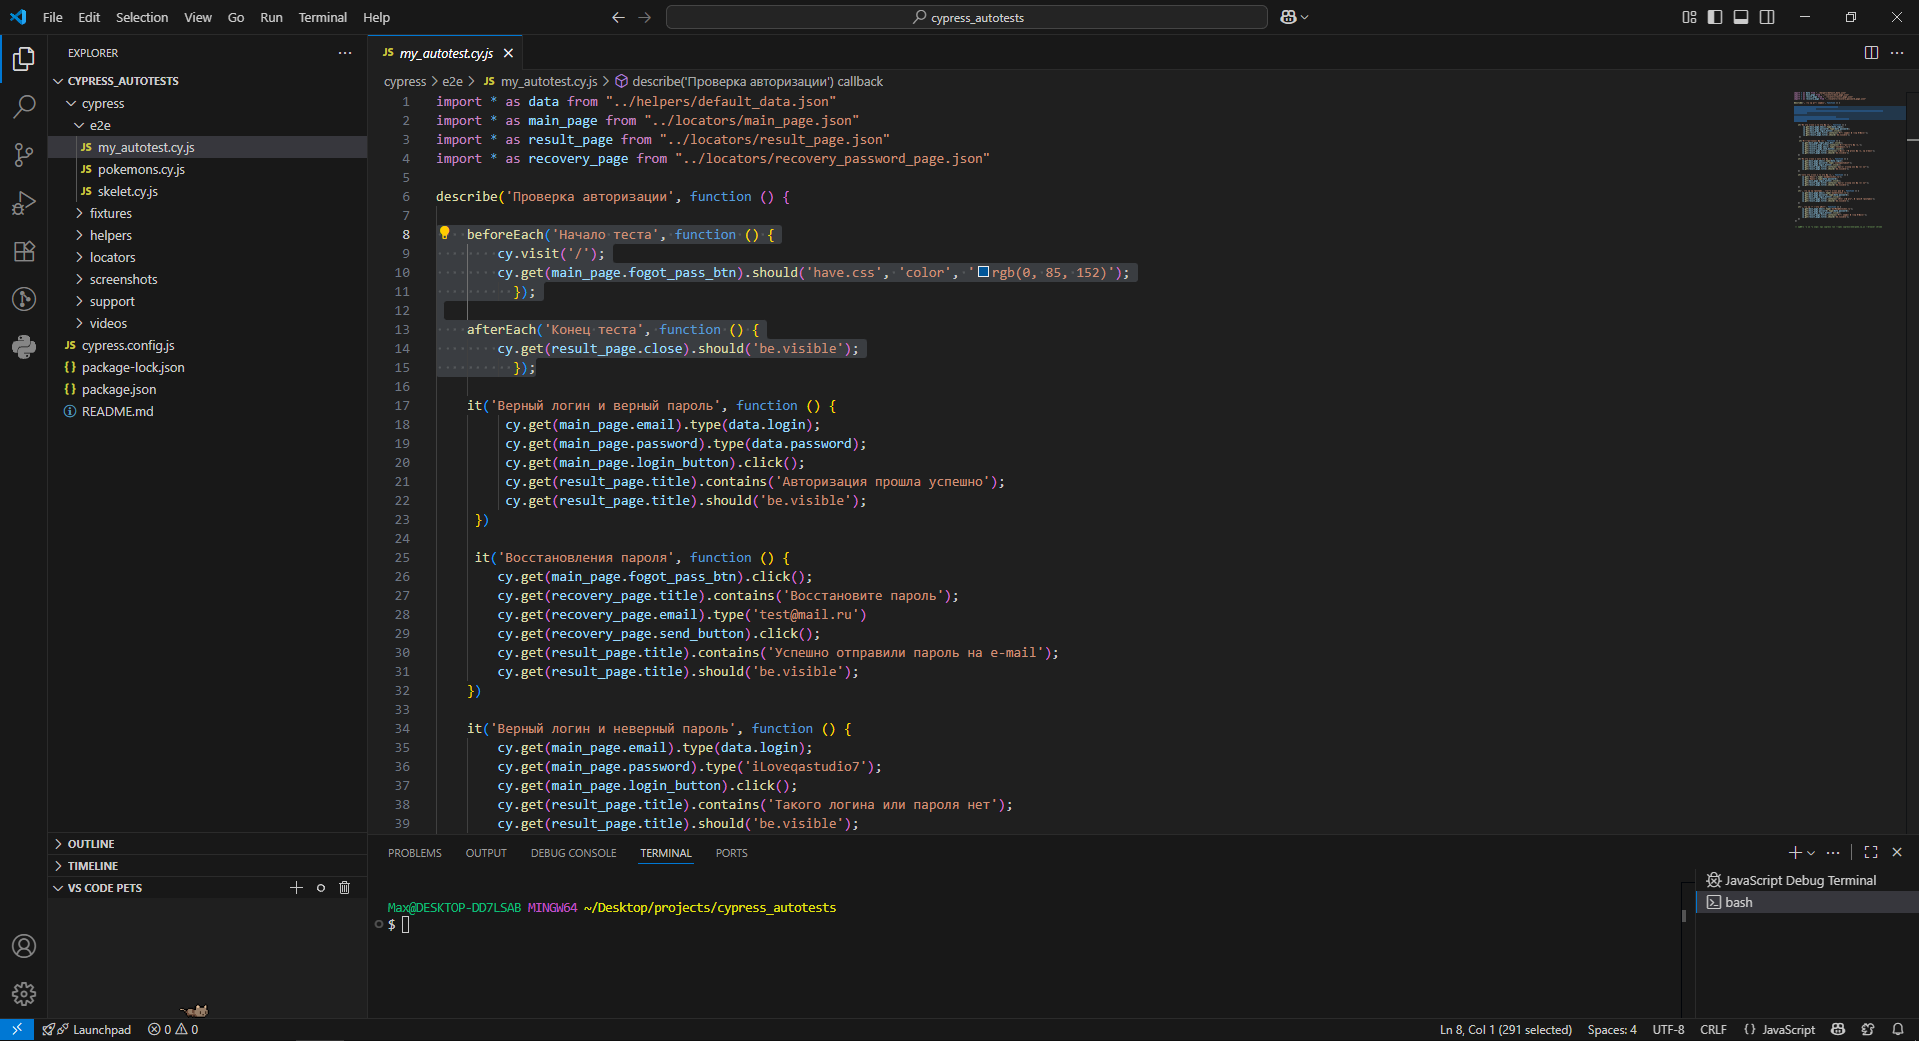 File Edit Selection View Go Run Terminal Help
cypress_autotests
EXPLORER
CYPRESS_AUTOTESTS
cypress
e2e
JS my_autotest.cy.js
JS pokemons.cy.js
JS skelet.cy.js
fixtures
helpers
locators
screenshots
support
videos
JS cypress.config.js
{} package-lock.json
{} package.json
README.md
OUTLINE
TIMELINE
VS CODE PETS
JS my_autotest.cy.js
cypress > e2e > JS my_autotest.cy.js > describe('Проверка авторизации') callback
1 import * as data from "../helpers/default_data.json"
2 import * as main_page from "../locators/main_page.json"
3 import * as result_page from "../locators/result_page.json"
4 import * as recovery_page from "../locators/recovery_password_page.json"
5
6 describe('Проверка авторизации', function () {
7
8 beforeEach('Начало теста', function () {
9 cy.visit('/');
10 cy.get(main_page.fogot_pass_btn).should('have.css', 'color', 'rgb(0, 85, 152)');
11 });
12
13 afterEach('Конец теста', function () {
14 cy.get(result_page.close).should('be.visible');
15 });
16
17 it('Верный логин и верный пароль', function () {
18 cy.get(main_page.email).type(data.login);
19 cy.get(main_page.password).type(data.password);
20 cy.get(main_page.login_button).click();
21 cy.get(result_page.title).contains('Авторизация прошла успешно');
22 cy.get(result_page.title).should('be.visible');
23 })
24
25 it('Восстановления пароля', function () {
26 cy.get(main_page.fogot_pass_btn).click();
27 cy.get(recovery_page.title).contains('Восстановите пароль');
28 cy.get(recovery_page.email).type('test@mail.ru')
29 cy.get(recovery_page.send_button).click();
30 cy.get(result_page.title).contains('Успешно отправили пароль на e-mail');
31 cy.get(result_page.title).should('be.visible');
32 })
33
34 it('Верный логин и неверный пароль', function () {
35 cy.get(main_page.email).type(data.login);
36 cy.get(main_page.password).type('iLoveqastudio7');
37 cy.get(main_page.login_button).click();
38 cy.get(result_page.title).contains('Такого логина или пароля нет');
39 cy.get(result_page.title).should('be.visible');
PROBLEMS OUTPUT DEBUG CONSOLE TERMINAL PORTS
Max@DESKTOP-DD7LSAB MINGW64 ~/Desktop/projects/cypress_autotests
$
JavaScript Debug Terminal
bash
Launchpad 0 0 Ln 8, Col 1 (291 selected) Spaces: 4 UTF-8 CRLF {} JavaScript